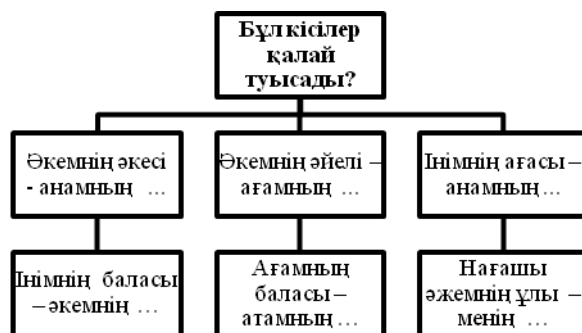 Бұл кісілер
қалай
туысады?
Әкемнің әкесі
- анамның ...
Әкемнің әйелі –
ағамның ...
Інімнің ағасы –
анамның ...
Інімнің баласы
– әкемнің ...
Ағамның
баласы –
атамның ...
Нағашы
әжемнің ұлы –
менің ...